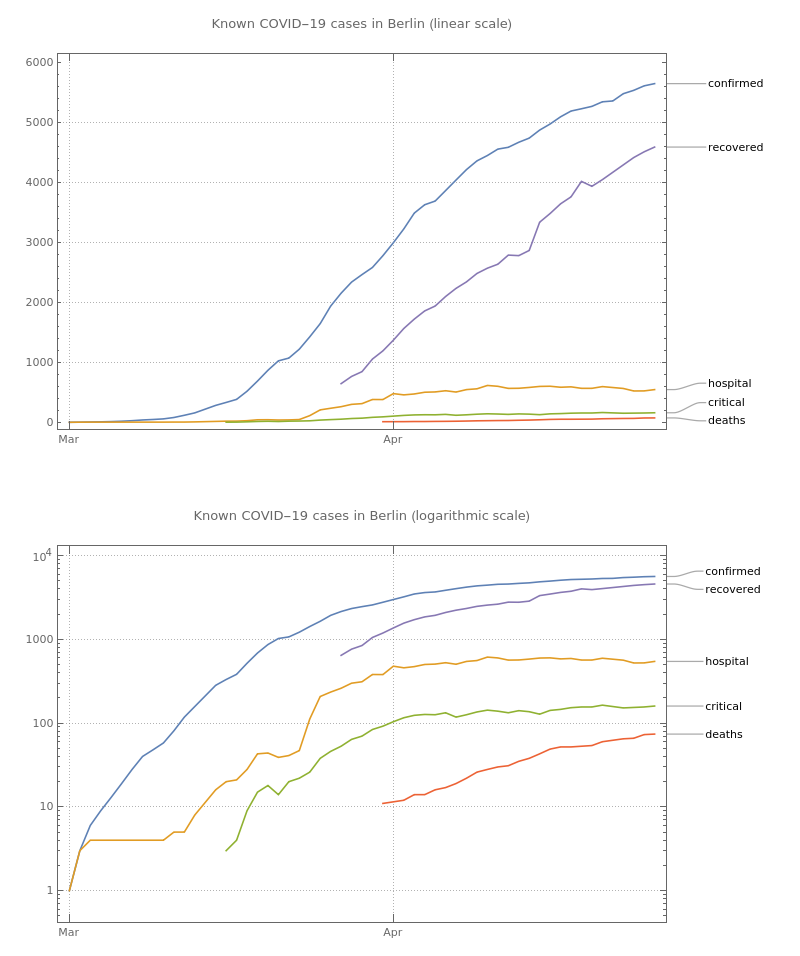 Known COVID‒19 cases in Berlin (linear scale)
6000
5000
4000
3000
2000
1000
0
Mar
Apr
confirmed
recovered
hospital
critical
deaths
Known COVID‒19 cases in Berlin (logarithmic scale)
10⁴
1000
100
10
1
Mar
Apr
confirmed
recovered
hospital
critical
deaths